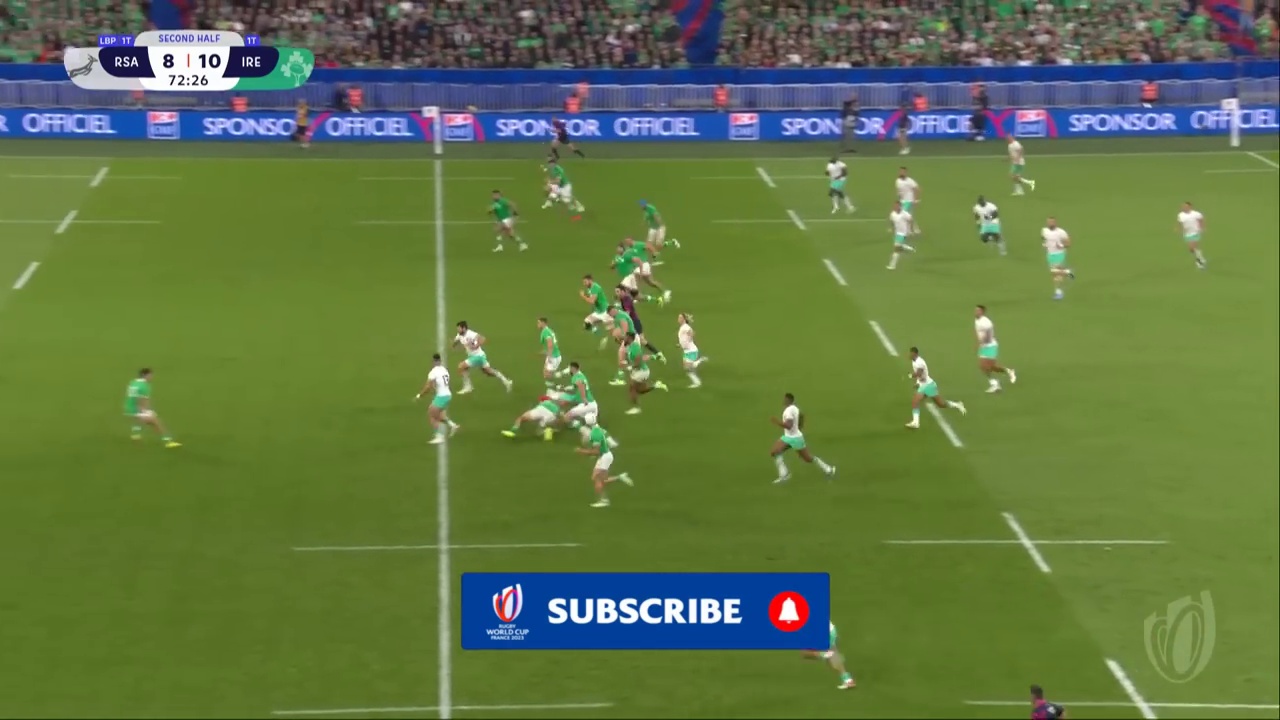 LBP 1T SECOND HALF 1T
RSA 8 10 IRE
72:26
R OFFICIEL SPONSOR OFFICIEL SPONSOR OFFICIEL SPONSOR OFFICIE SPONSOR OFFICIEL
SUBSCRIBE
RUGBY
WORLD CUP
FRANCE 2023